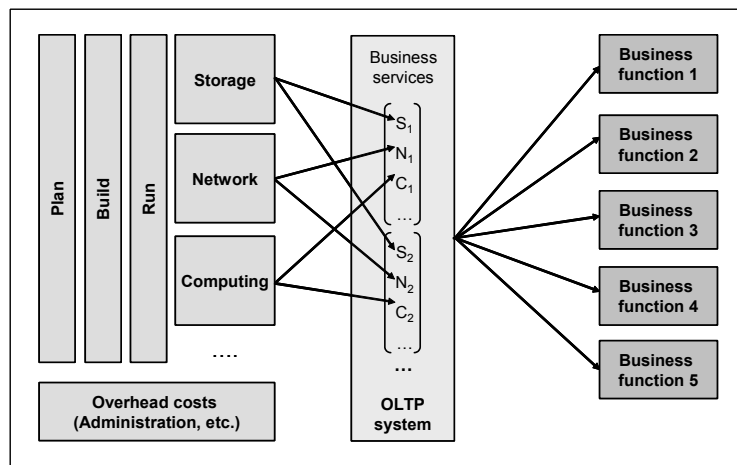 Plan
Build
Run
Storage
Network
Computing
....
Overhead costs
(Administration, etc.)
Business
services
S1
N1
C1
...
S2
N2
C2
...
...
OLTP
system
Business
function 1
Business
function 2
Business
function 3
Business
function 4
Business
function 5